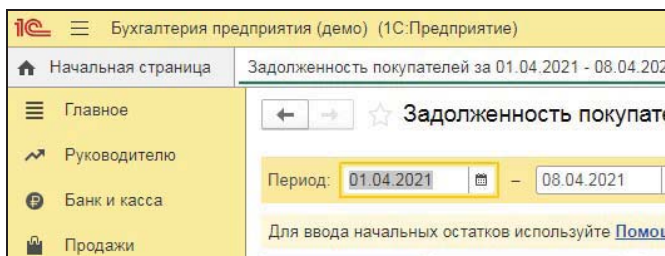 1С Бухгалтерия предприятия (демо) (1С:Предприятие)
Начальная страница Задолженность покупателей за 01.04.2021 - 08.04.202
Главное Задолженность покупат
Руководителю
Период: 01.04.2021 – 08.04.2021
Банк и касса
Для ввода начальных остатков используйте
Продажи